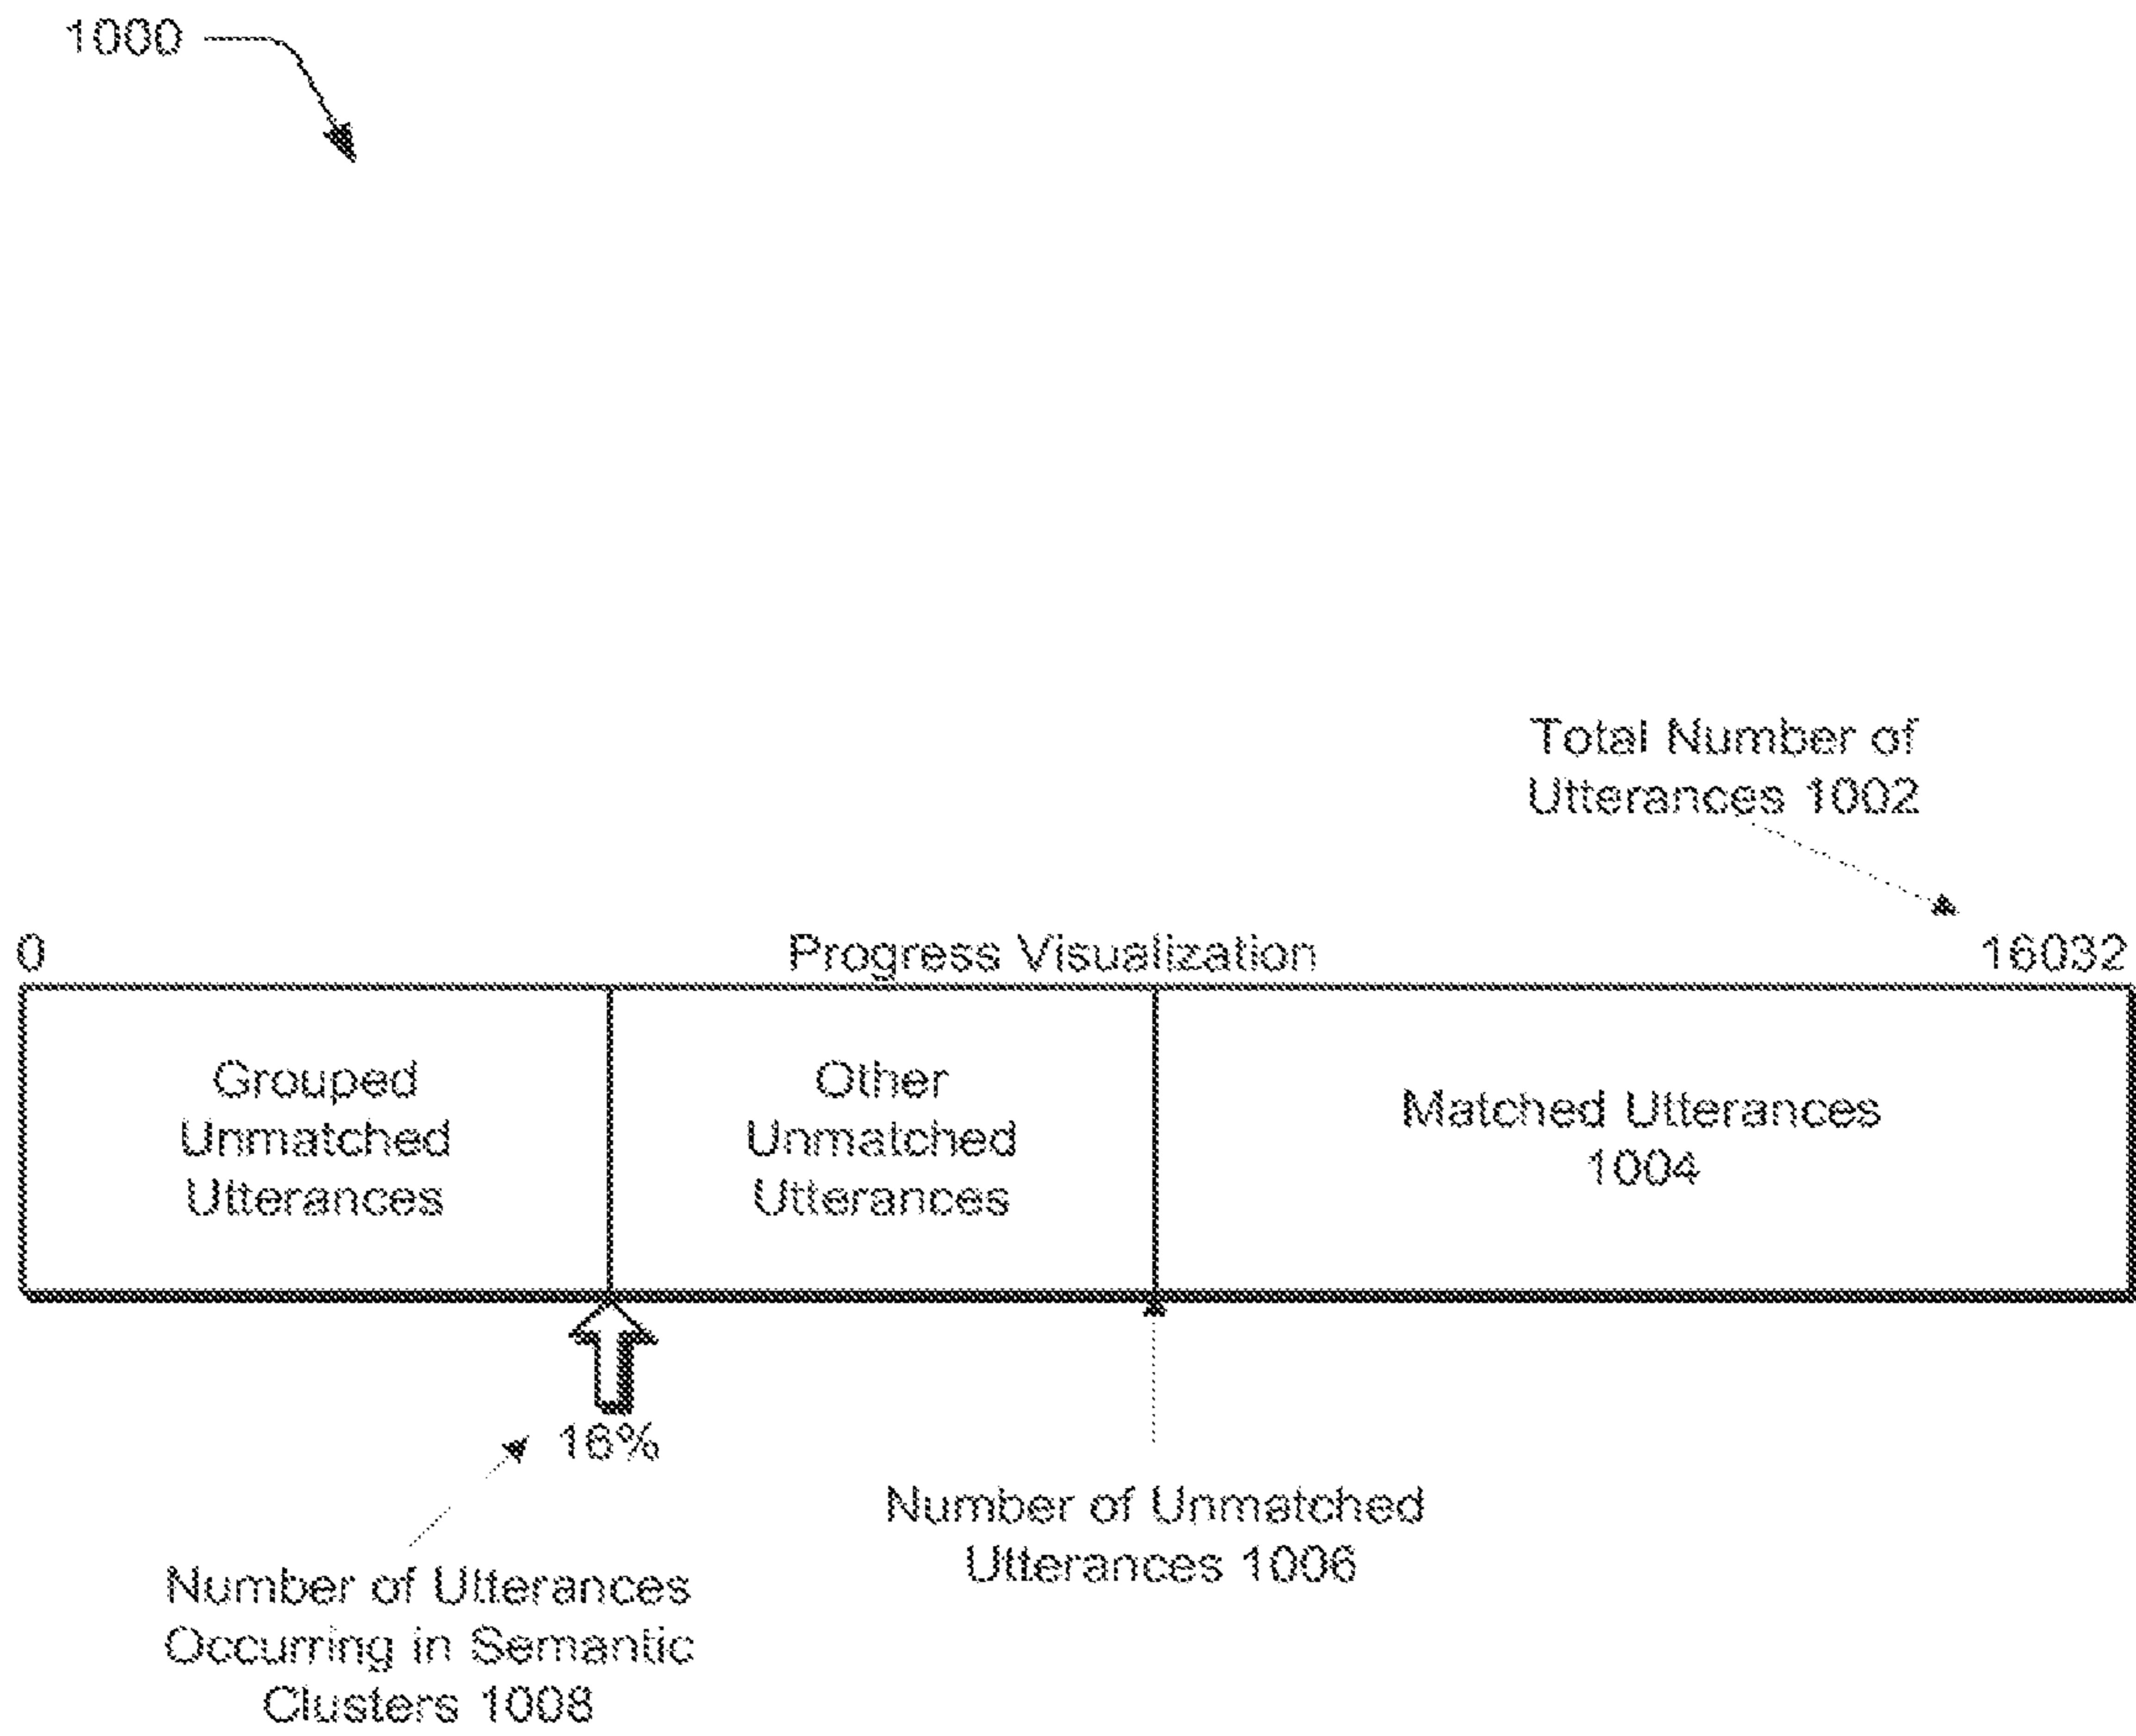 1000
Total Number of
Utterances 1002
0 Progress Visualization 16032
Grouped
Unmatched
Utterances
Other
Unmatched
Utterances
Matched Utterances
1004
16%
Number of Unmatched
Utterances 1006
Number of Utterances
Occurring in Semantic
Clusters 1008